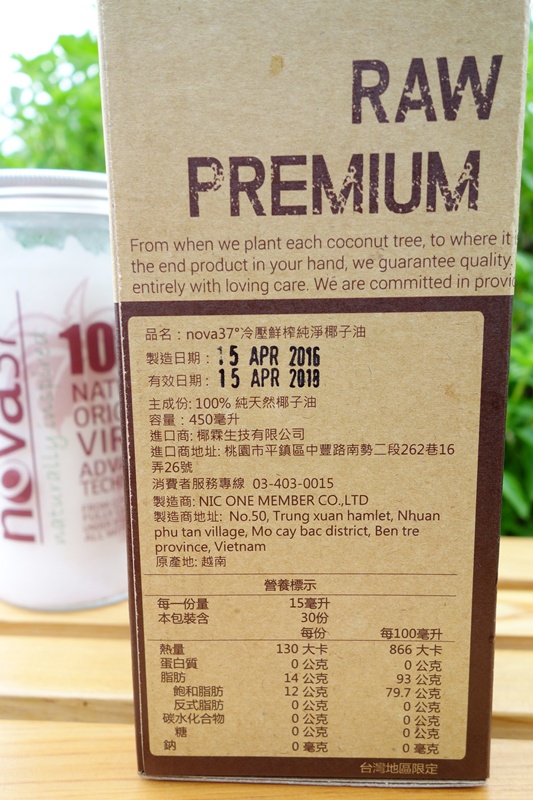 RAW
PREMIUM
From when we plant each coconut tree, to where it
the end product in your hand, we guarantee quality.
entirely with loving care. We are committed in provi
品名：nova37°冷壓鮮榨純淨椰子油
製造日期：15 APR 2016
有效日期：15 APR 2018
主成份: 100% 純天然椰子油
容量：450毫升
進口商: 椰霖生技有限公司
進口商地址: 桃園市平鎮區中豐路南勢二段262巷16
弄26號
消費者服務專線 03-403-0015
製造商: NIC ONE MEMBER CO.,LTD
製造商地址: No.50, Trung xuan hamlet, Nhuan
phu tan village, Mo cay bac district, Ben tre
province, Vietnam
原產地: 越南
營養標示
每一份量 15毫升
本包裝含 30份
每份 每100毫升
熱量 130 大卡 866 大卡
蛋白質 0 公克 0 公克
脂肪 14 公克 93 公克
飽和脂肪 12 公克 79.7 公克
反式脂肪 0 公克 0 公克
碳水化合物 0 公克 0 公克
糖 0 公克 0 公克
鈉 0 毫克 0 毫克
台灣地區限定
novas
naturally
10
NAT
ORIG
VIR
ADVA
TECH